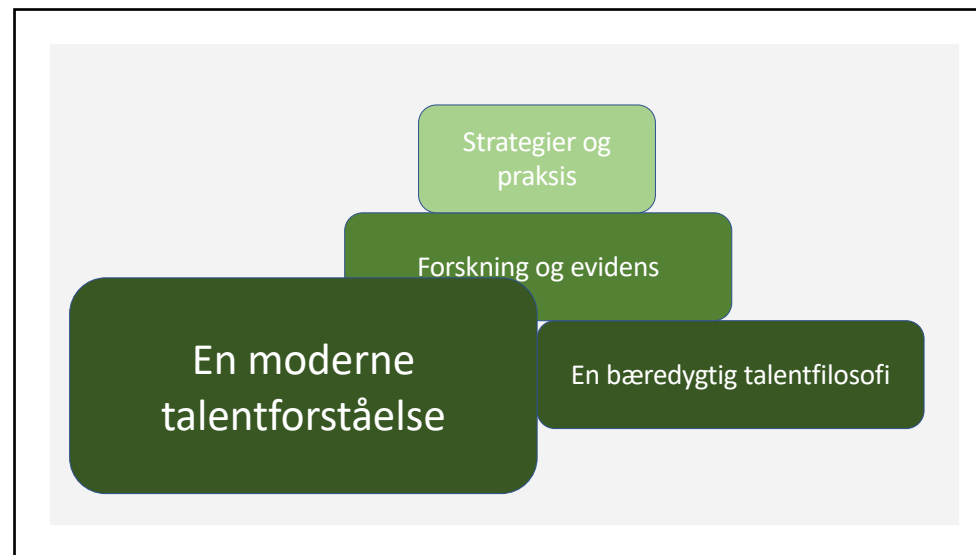 Strategier og
praksis
Forskning og evidens
En moderne
talentforståelse
En bæredygtig talentfilosofi